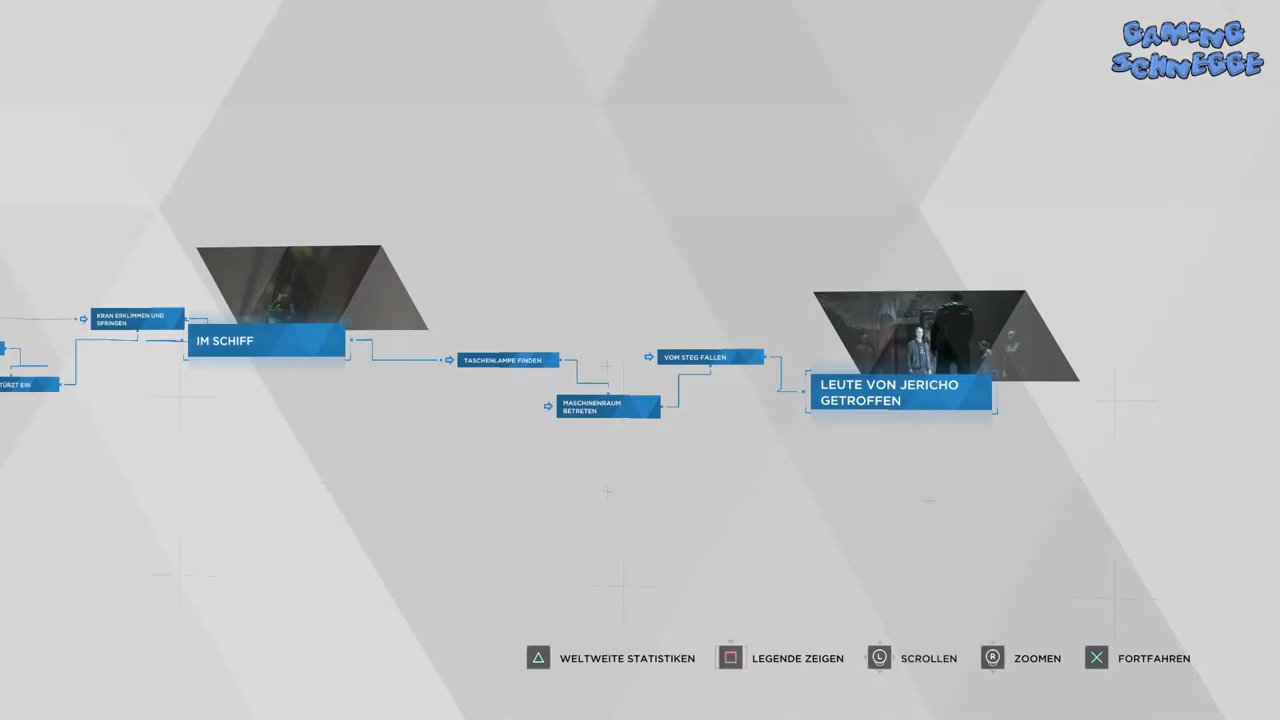 GAMING
SCHNEGGE
KRAN ERKLIMMEN UND
SPRINGEN
IM SCHIFF
TÜRZT EIN
TASCHENLAMPE FINDEN
MASCHINENRAUM
BETRETEN
VOM STEG FALLEN
LEUTE VON JERICHO
GETROFFEN
WELTWEITE STATISTIKEN
LEGENDE ZEIGEN
L
SCROLLEN
R
ZOOMEN
FORTFAHREN